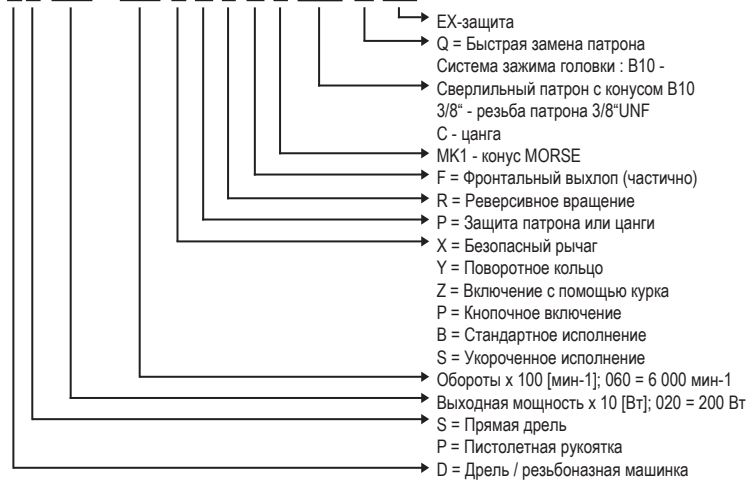 EX-защита
Q = Быстрая замена патрона
Система зажима головки : B10 -
Сверлильный патрон с конусом B10
3/8“ - резьба патрона 3/8“UNF
C - цанга
MK1 - конус MORSE
F = Фронтальный выхлоп (частично)
R = Реверсивное вращение
P = Защита патрона или цанги
X = Безопасный рычаг
Y = Поворотное кольцо
Z = Включение с помощью курка
P = Кнопочное включение
B = Стандартное исполнение
S = Укороченное исполнение
Обороты x 100 [мин-1]; 060 = 6 000 мин-1
Выходная мощность x 10 [Вт]; 020 = 200 Вт
S = Прямая дрель
P = Пистолетная рукоятка
D = Дрель / резьбоназная машинка